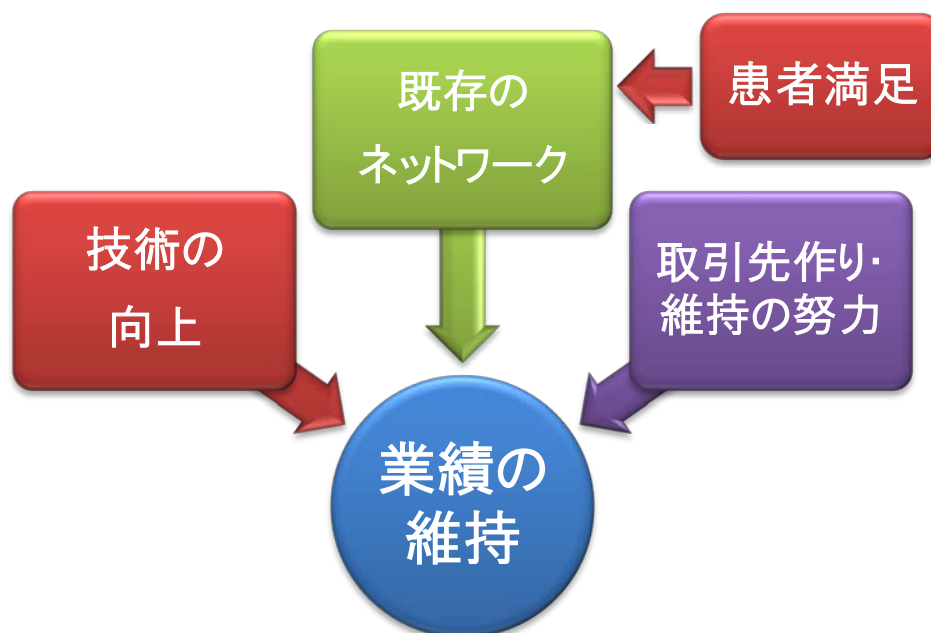 既存の
ネットワーク
患者満足
技術の
向上
取引先作り・
維持の努力
業績の
維持